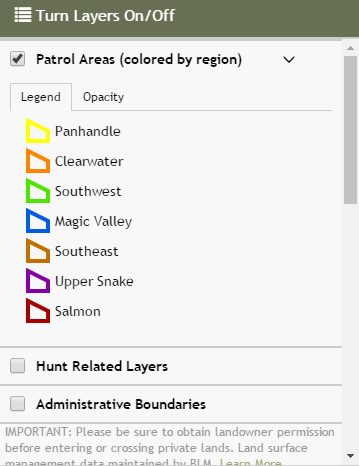 Turn Layers On/Off
Patrol Areas (colored by region)
Legend Opacity
Panhandle
Clearwater
Southwest
Magic Valley
Southeast
Upper Snake
Salmon
Hunt Related Layers
Administrative Boundaries
IMPORTANT: Please be sure to obtain landowner permission
before entering or crossing private lands. Land surface
management data maintained by BLM. Learn More